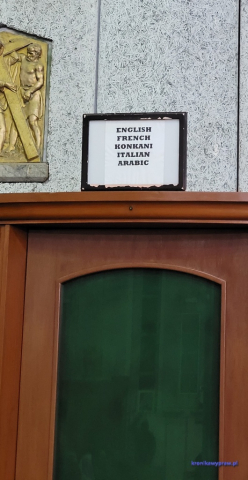 ENGLISH
FRENCH
KONKANI
ITALIAN
ARABIC